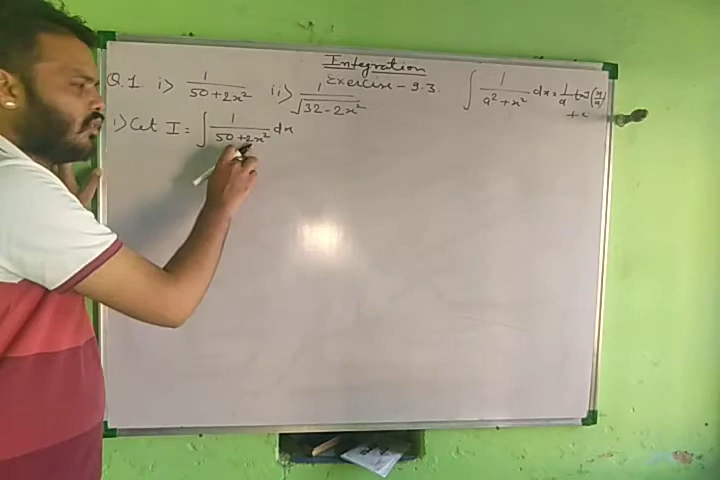 Integration
Exercise - 9.3.
Q.1 i> 1/(50+2x²) ii> 1/√(32-2x²)
∫ 1/(a²+x²) dx = 1/a tan⁻¹(x/a) + c
i> Let I = ∫ 1/(50+2x²) dx